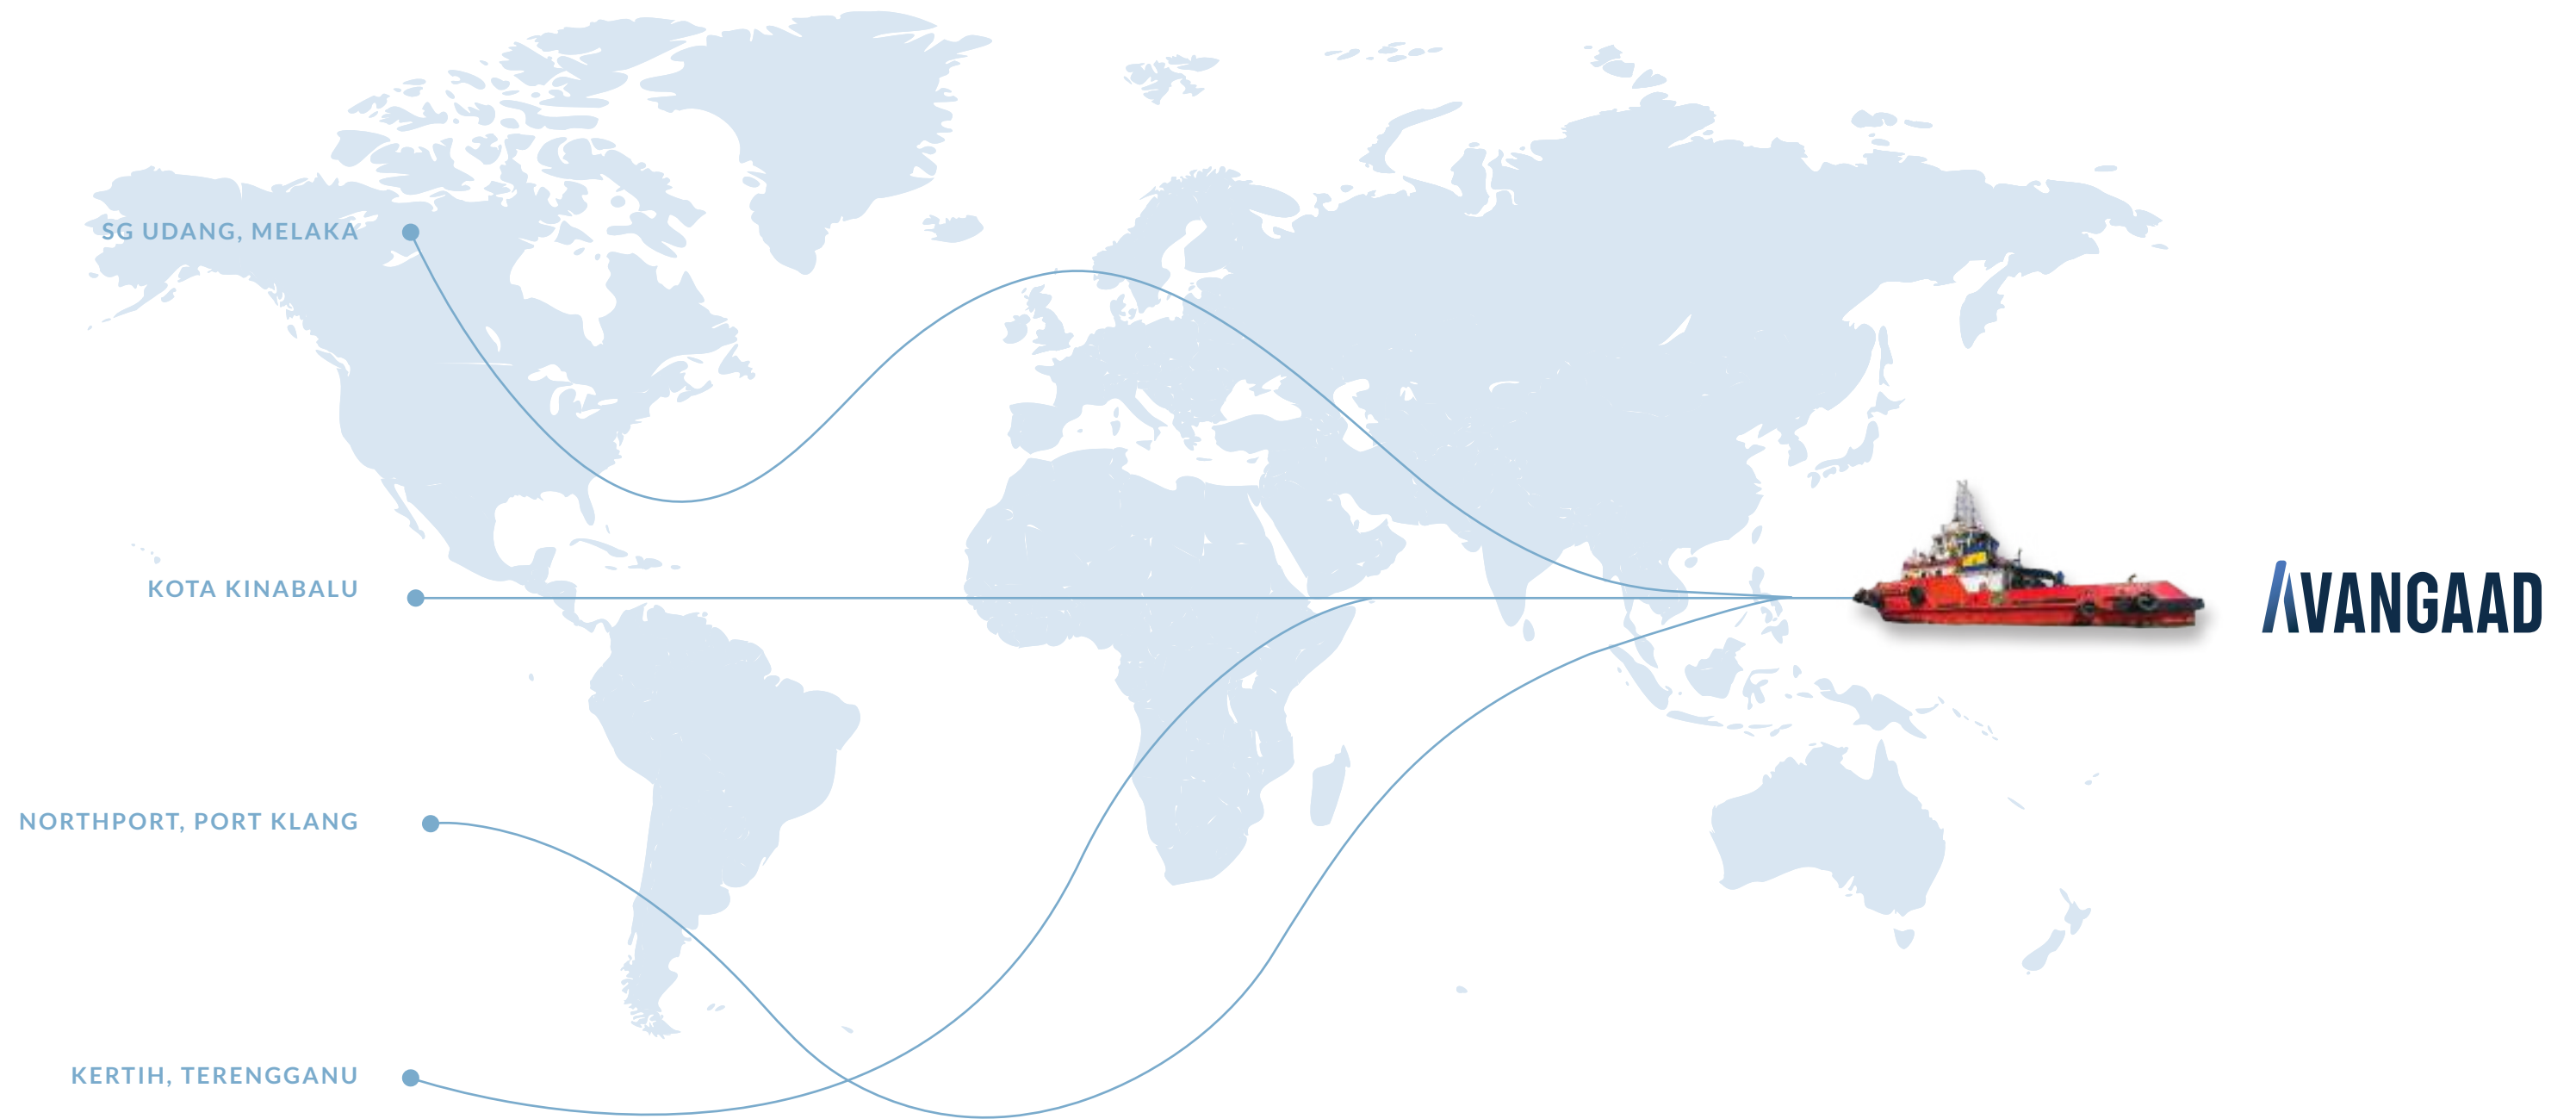 SG UDANG, MELAKA
KOTA KINABALU
AVANGAAD
NORTHPORT, PORT KLANG
KERTIH, TERENGGANU